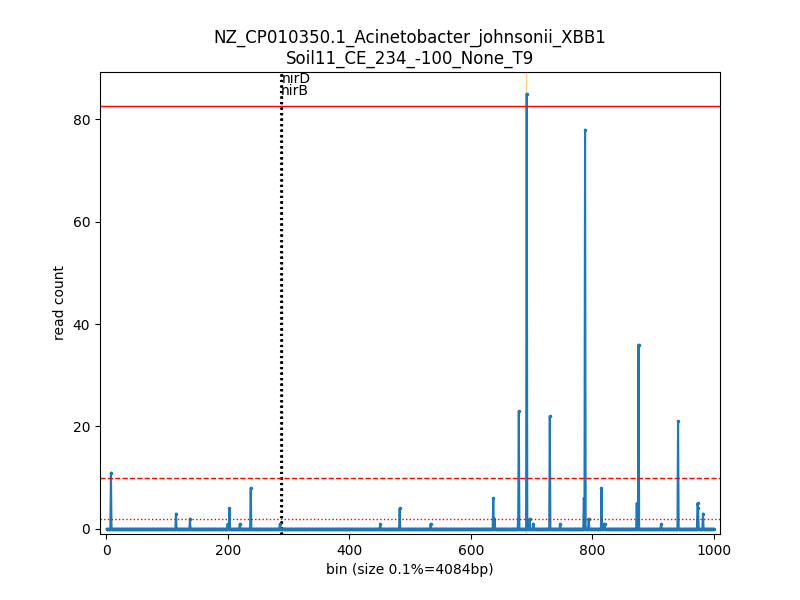 NZ_CP010350.1_Acinetobacter_johnsonii_XBB1
Soil11_CE_234_-100_None_T9
nirD
nirB
80
60
40
20
0
read count
0 200 400 600 800 1000
bin (size 0.1%=4084bp)